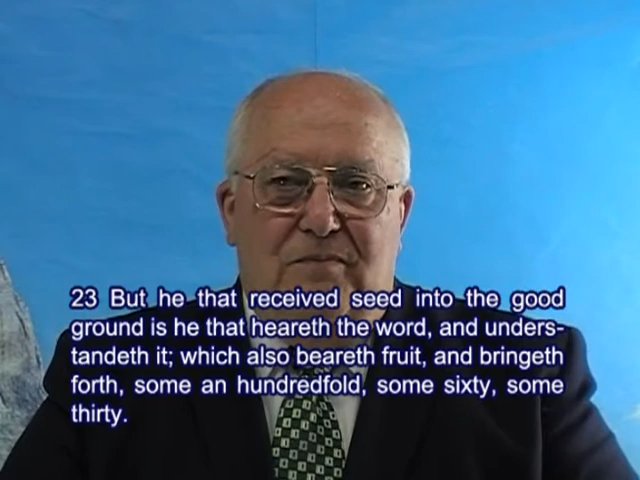 23 But he that received seed into the good
ground is he that heareth the word, and unders-
tandeth it; which also beareth fruit, and bringeth
forth, some an hundredfold, some sixty, some
thirty.